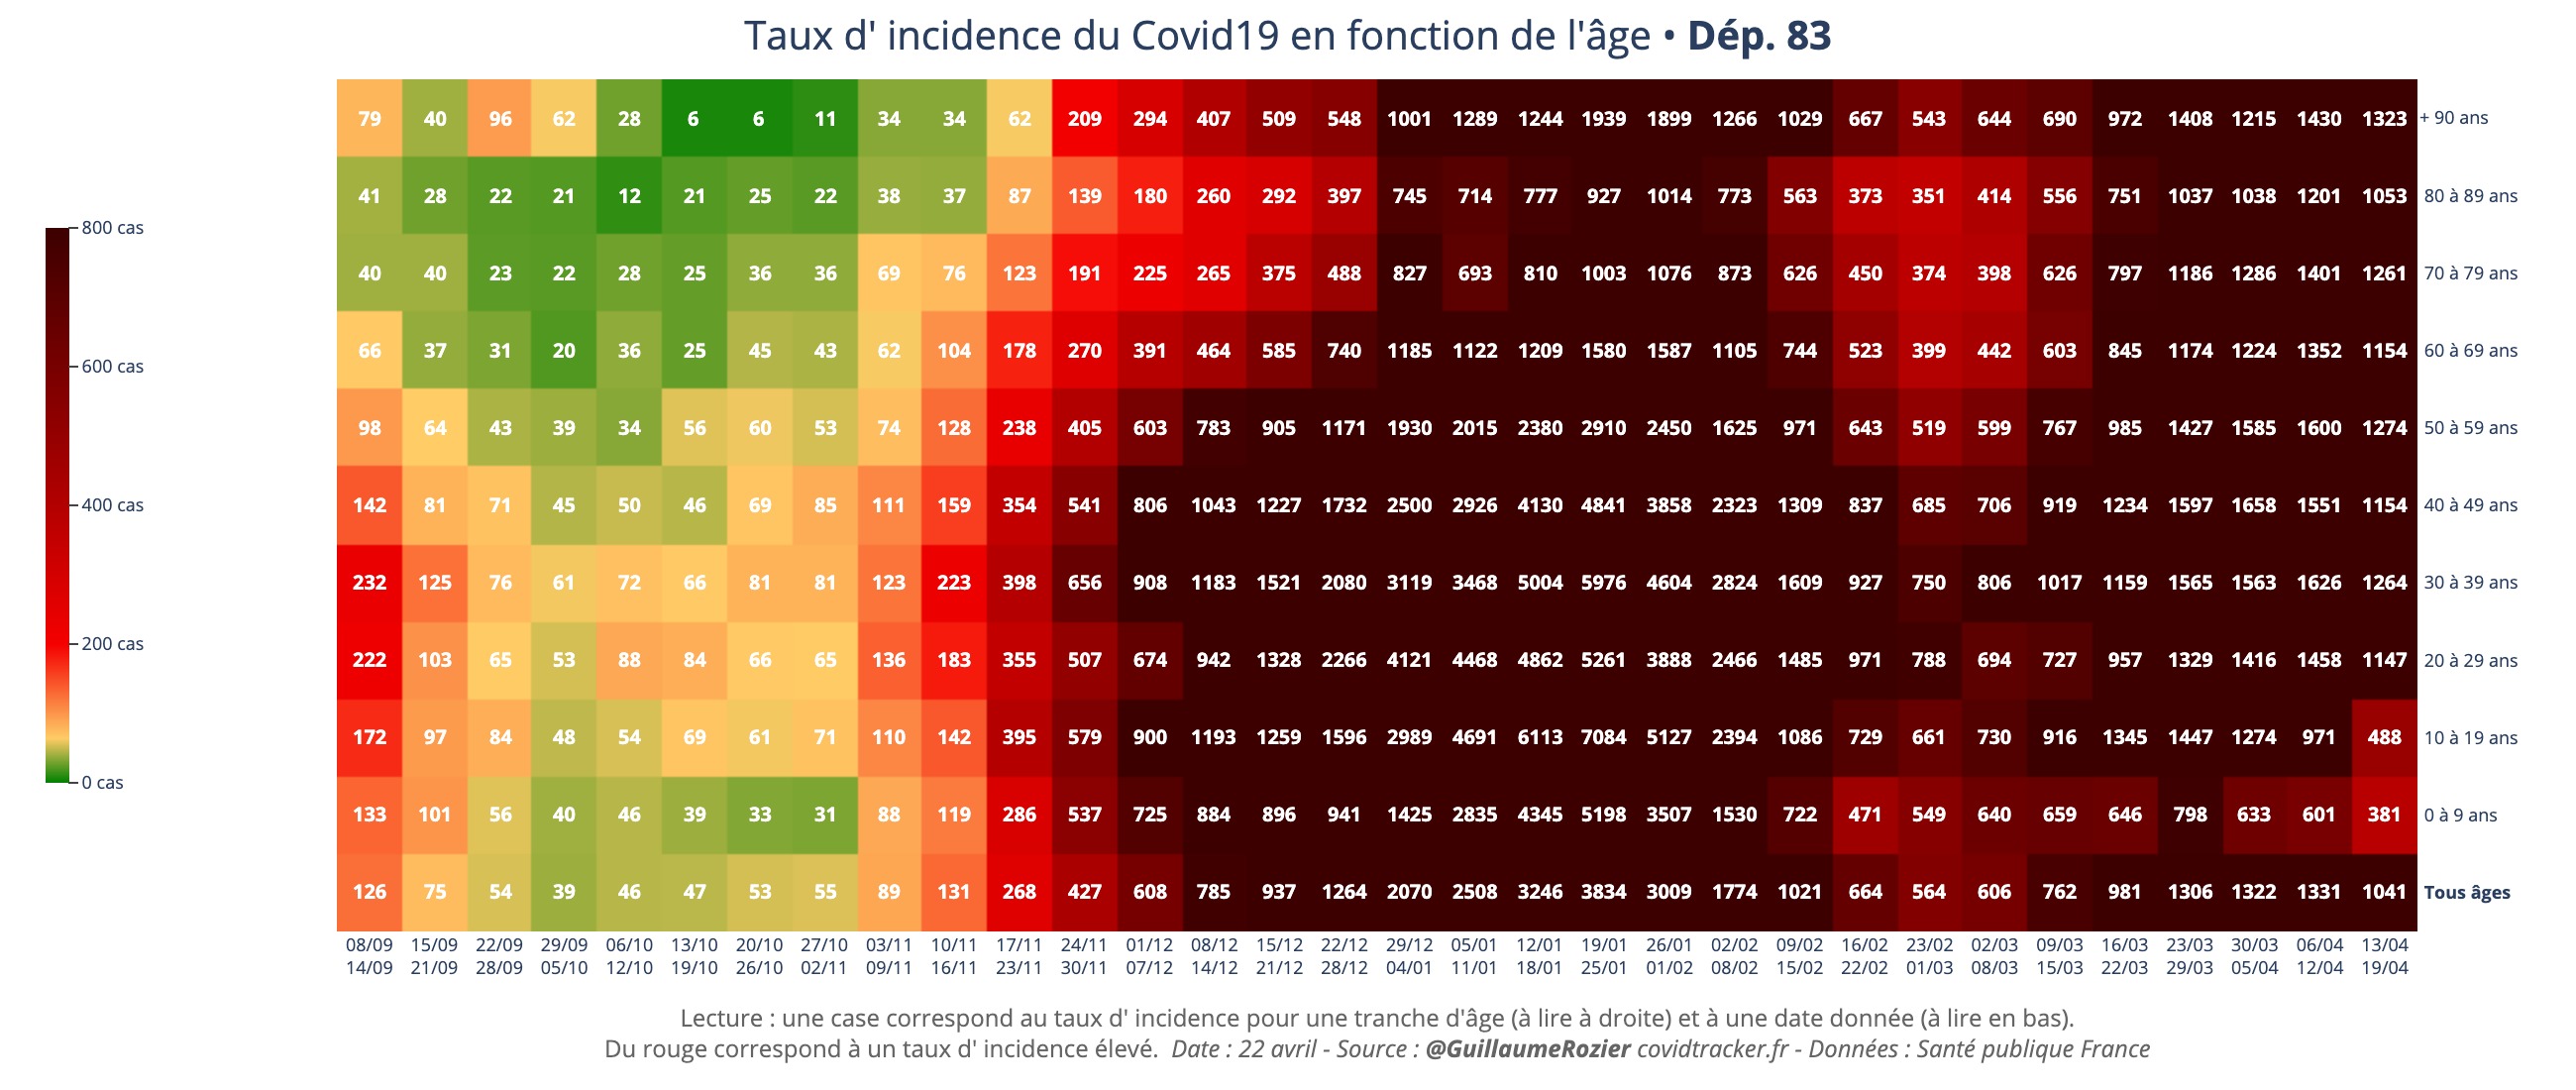 Taux d' incidence du Covid19 en fonction de l'âge • Dép. 83
800 cas
600 cas
400 cas
200 cas
0 cas
79 40 96 62 28 6 6 11 34 34 62 209 294 407 509 548 1001 1289 1244 1939 1899 1266 1029 667 543 644 690 972 1408 1215 1430 1323 + 90 ans
41 28 22 21 12 21 25 22 38 37 87 139 180 260 292 397 745 714 777 927 1014 773 563 373 351 414 556 751 1037 1038 1201 1053 80 à 89 ans
40 40 23 22 28 25 36 36 69 76 123 191 225 265 375 488 827 693 810 1003 1076 873 626 450 374 398 626 797 1186 1286 1401 1261 70 à 79 ans
66 37 31 20 36 25 45 43 62 104 178 270 391 464 585 740 1185 1122 1209 1580 1587 1105 744 523 399 442 603 845 1174 1224 1352 1154 60 à 69 ans
98 64 43 39 34 56 60 53 74 128 238 405 603 783 905 1171 1930 2015 2380 2910 2450 1625 971 643 519 599 767 985 1427 1585 1600 1274 50 à 59 ans
142 81 71 45 50 46 69 85 111 159 354 541 806 1043 1227 1732 2500 2926 4130 4841 3858 2323 1309 837 685 706 919 1234 1597 1658 1551 1154 40 à 49 ans
232 125 76 61 72 66 81 81 123 223 398 656 908 1183 1521 2080 3119 3468 5004 5976 4604 2824 1609 927 750 806 1017 1159 1565 1563 1626 1264 30 à 39 ans
222 103 65 53 88 84 66 65 136 183 355 507 674 942 1328 2266 4121 4468 4862 5261 3888 2466 1485 971 788 694 727 957 1329 1416 1458 1147 20 à 29 ans
172 97 84 48 54 69 61 71 110 142 395 579 900 1193 1259 1596 2989 4691 6113 7084 5127 2394 1086 729 661 730 916 1345 1447 1274 971 488 10 à 19 ans
133 101 56 40 46 39 33 31 88 119 286 537 725 884 896 941 1425 2835 4345 5198 3507 1530 722 471 549 640 659 646 798 633 601 381 0 à 9 ans
126 75 54 39 46 47 53 55 89 131 268 427 608 785 937 1264 2070 2508 3246 3834 3009 1774 1021 664 564 606 762 981 1306 1322 1331 1041 Tous âges
08/09 15/09 22/09 29/09 06/10 13/10 20/10 27/10 03/11 10/11 17/11 24/11 01/12 08/12 15/12 22/12 29/12 05/01 12/01 19/01 26/01 02/02 09/02 16/02 23/02 02/03 09/03 16/03 23/03 30/03 06/04 13/04
14/09 21/09 28/09 05/10 12/10 19/10 26/10 02/11 09/11 16/11 23/11 30/11 07/12 14/12 21/12 28/12 04/01 11/01 18/01 25/01 01/02 08/02 15/02 22/02 01/03 08/03 15/03 22/03 29/03 05/04 12/04 19/04
Lecture : une case correspond au taux d' incidence pour une tranche d'âge (à lire à droite) et à une date donnée (à lire en bas).
Du rouge correspond à un taux d' incidence élevé. Date : 22 avril - Source : @GuillaumeRozier covidtracker.fr - Données : Santé publique France